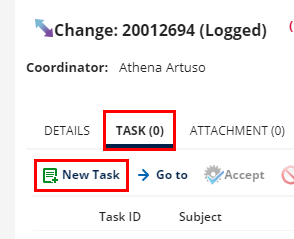 Change: 20012694 (Logged)
Coordinator: Athena Artuso
DETAILS TASK (0) ATTACHMENT (0)
New Task Go to Accept
Task ID Subject